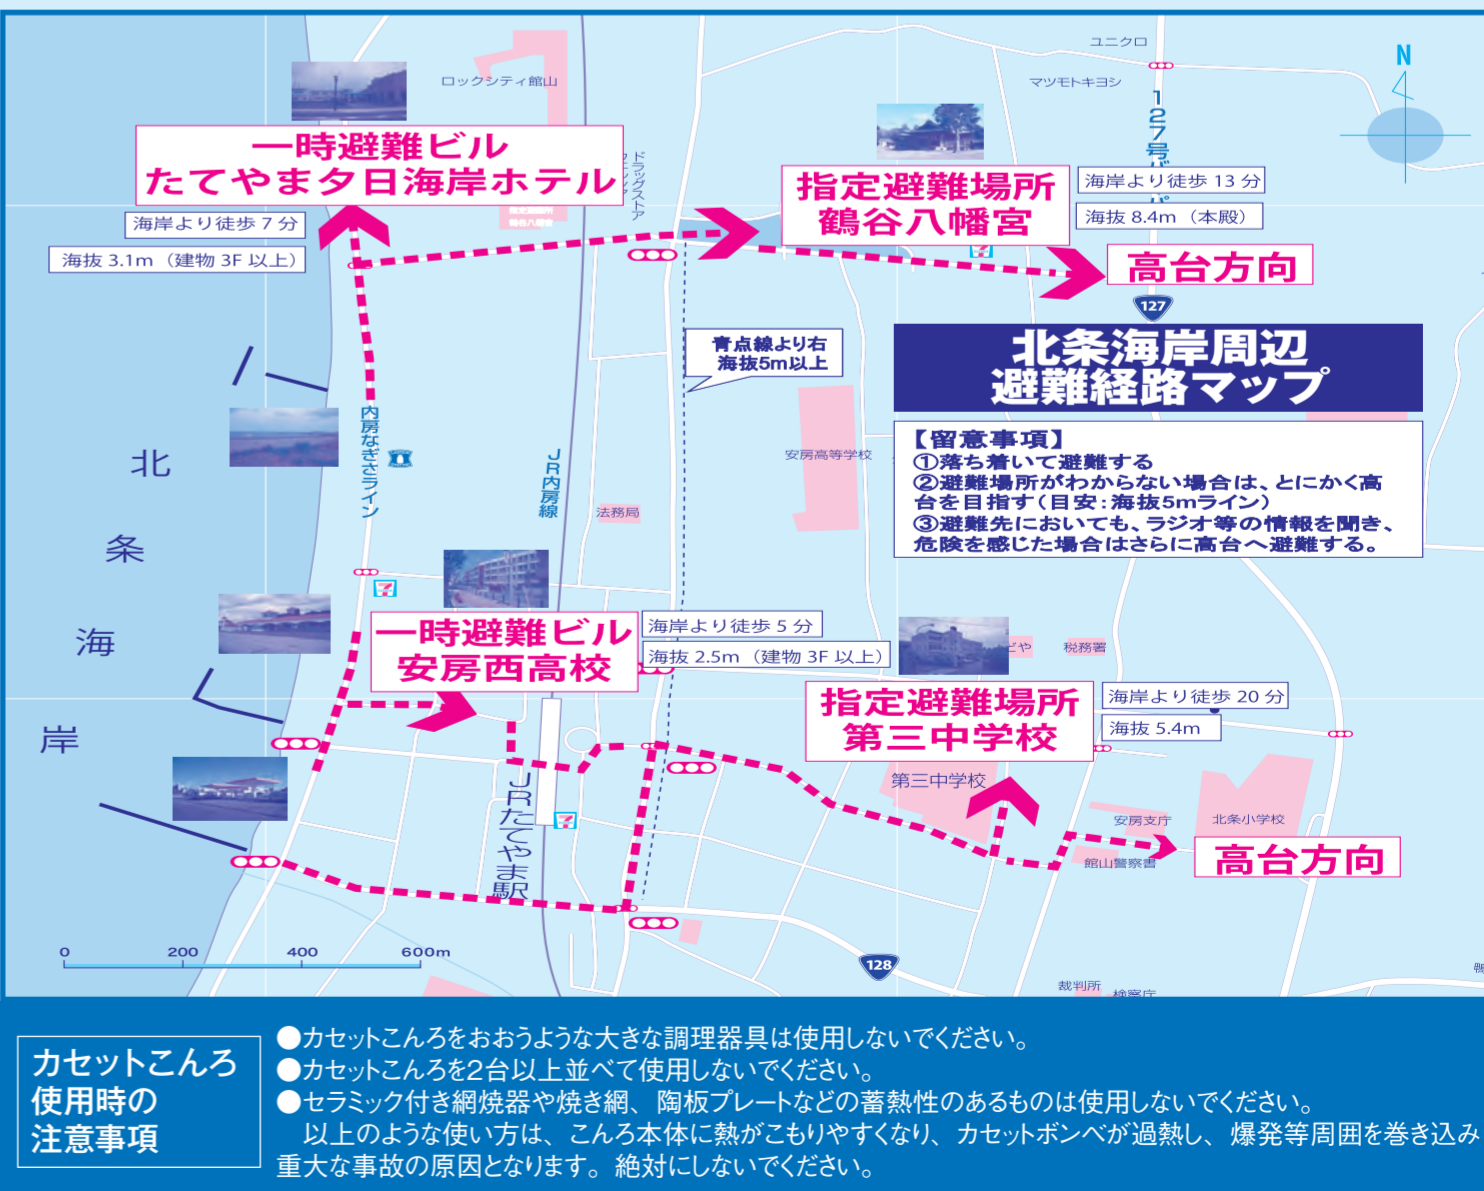 ユニクロ
N
ロックシティ館山
マツモトキヨシ
127号バイパ
一時避難ビル
たてやま夕日海岸ホテル
ドラッグストア
指定避難場所
鶴谷八幡宮
海岸より徒歩 13 分
海抜 8.4m（本殿）
指定避難場所
鶴谷八幡宮
海岸より徒歩 7 分
海抜 3.1m（建物 3F 以上）
7
高台方向
127
青点線より右
海抜5m以上
北条海岸周辺
避難経路マップ
【留意事項】
①落ち着いて避難する
②避難場所がわからない場合は、とにかく高
台を目指す（目安：海抜5mライン）
③避難先においても、ラジオ等の情報を聞き、
危険を感じた場合はさらに高台へ避難する。
内房なぎさライン
JR内房線
安房高等学校
法務局
北条海岸
7
一時避難ビル
安房西高校
海岸より徒歩 5 分
海抜 2.5m（建物 3F 以上）
どや
税務署
指定避難場所
第三中学校
海岸より徒歩 20 分
海抜 5.4m
第三中学校
JRたてやま駅
7
安房支庁
北条小学校
館山警察署
高台方向
0 200 400 600m
128
裁判所
検察庁
鴨
カセットこんろ
使用時の
注意事項
●カセットこんろをおおうような大きな調理器具は使用しないでください。
●カセットこんろを2台以上並べて使用しないでください。
●セラミック付き網焼器や焼き網、陶板プレートなどの蓄熱性のあるものは使用しないでください。
以上のような使い方は、こんろ本体に熱がこもりやすくなり、カセットボンベが過熱し、爆発等周囲を巻き込み
重大な事故の原因となります。絶対にしないでください。